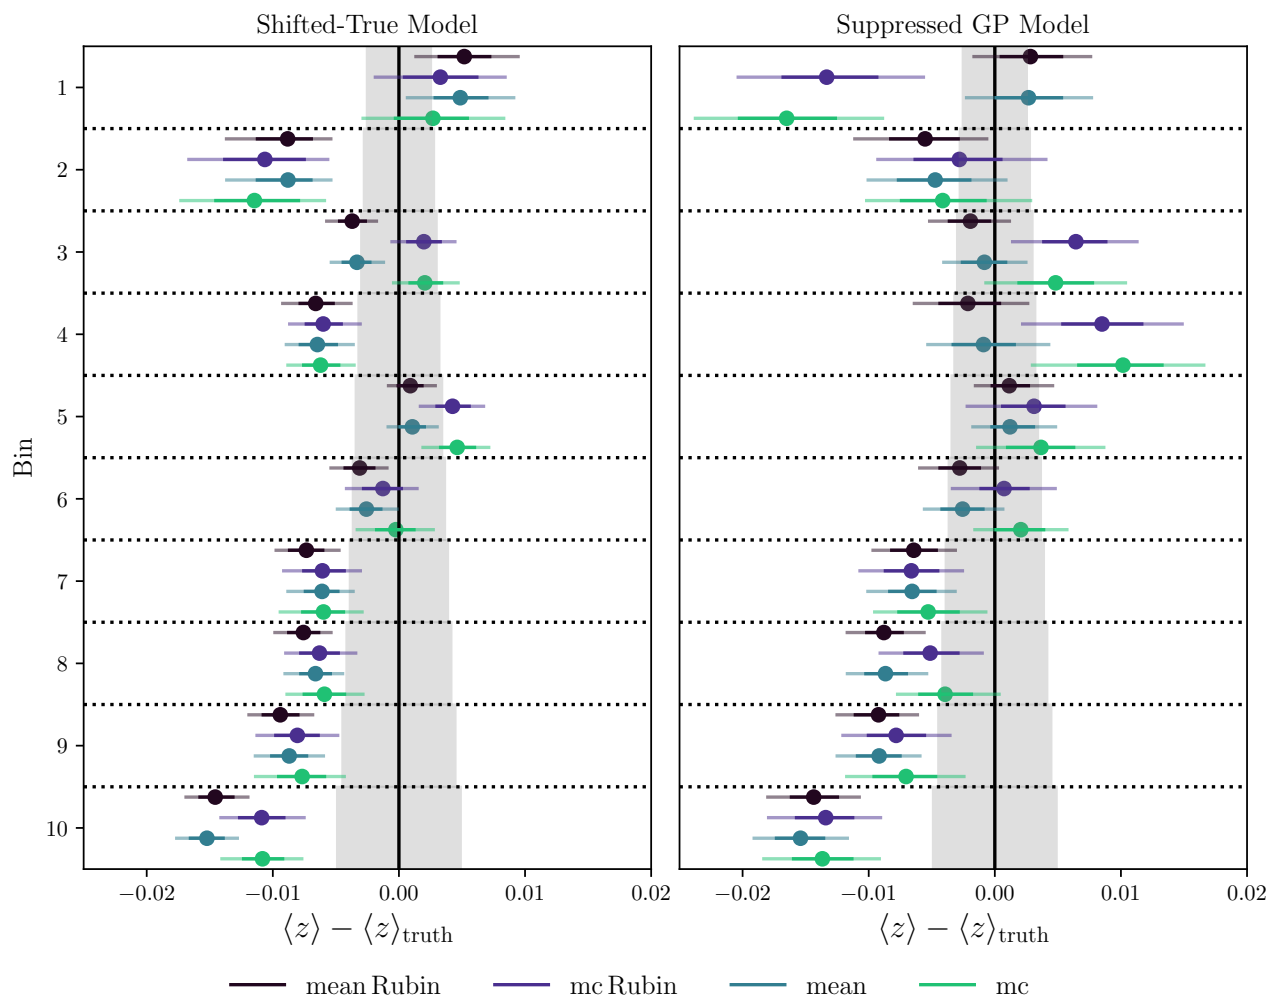 Shifted-True Model
Suppressed GP Model
Bin
1
2
3
4
5
6
7
8
9
10
−0.02 −0.01 0.00 0.01 0.02
−0.02 −0.01 0.00 0.01 0.02
⟨z⟩ − ⟨z⟩truth
⟨z⟩ − ⟨z⟩truth
mean Rubin mc Rubin mean mc